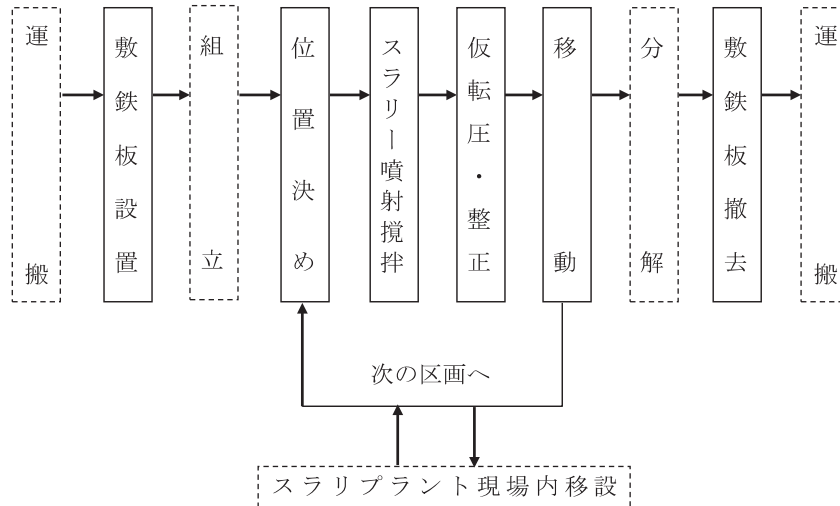 運搬
敷鉄板設置
組立
位置決め
スラリー噴射攪拌
仮転圧・整正
移動
分解
敷鉄板撤去
運搬
次の区画へ
スラリプラント現場内移設